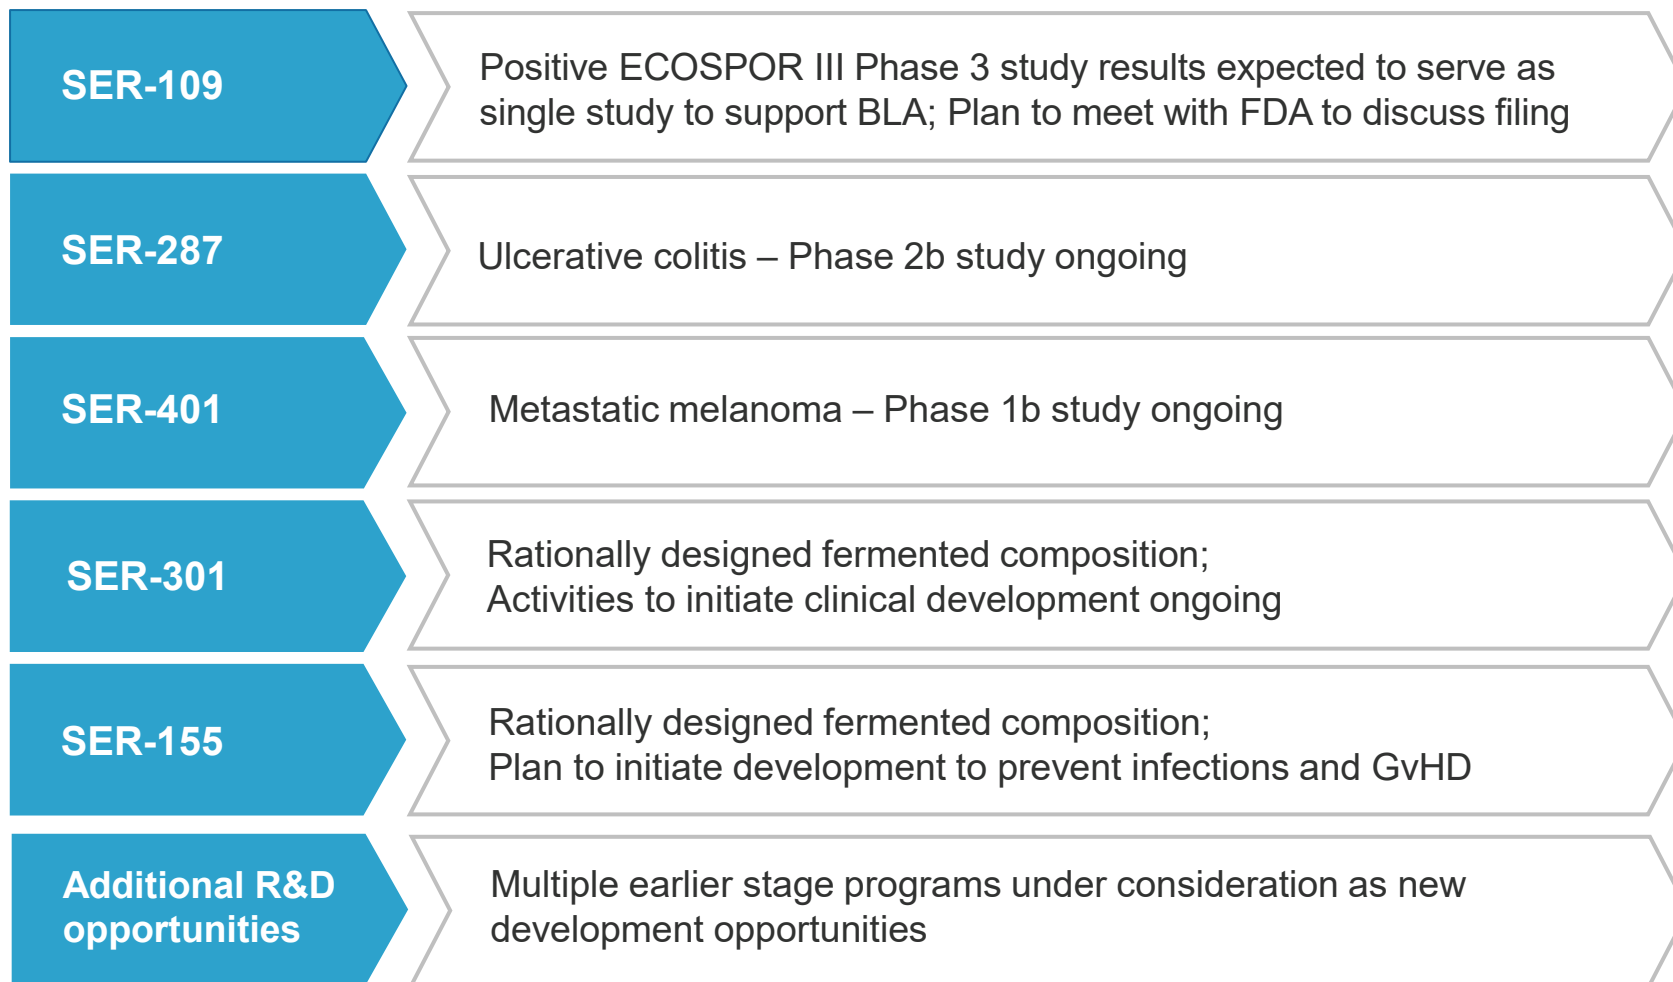 SER-109
Positive ECOSPOR III Phase 3 study results expected to serve as
single study to support BLA; Plan to meet with FDA to discuss filing
SER-287
Ulcerative colitis – Phase 2b study ongoing
SER-401
Metastatic melanoma – Phase 1b study ongoing
SER-301
Rationally designed fermented composition;
Activities to initiate clinical development ongoing
SER-155
Rationally designed fermented composition;
Plan to initiate development to prevent infections and GvHD
Additional R&D
opportunities
Multiple earlier stage programs under consideration as new
development opportunities